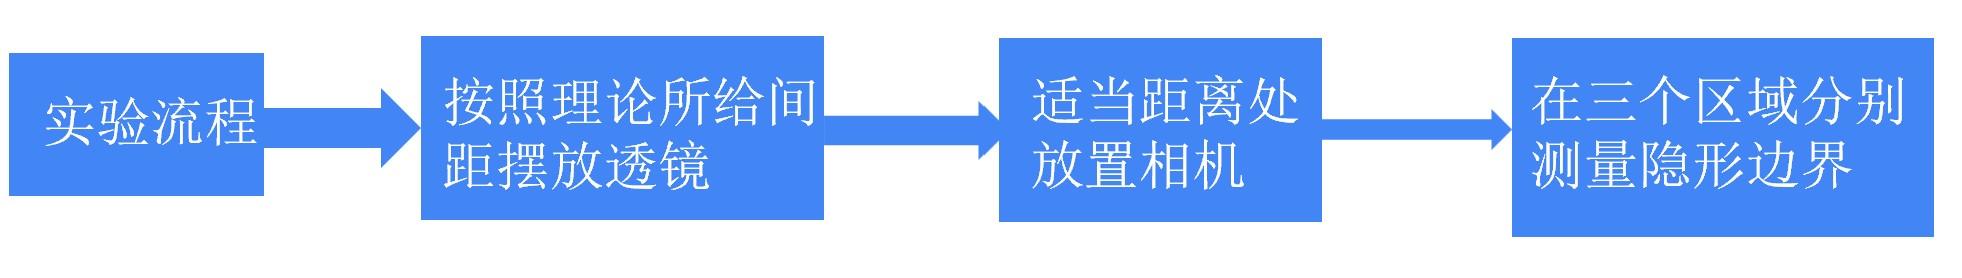 实验流程
按照理论所给间
距摆放透镜
适当距离处
放置相机
在三个区域分别
测量隐形边界